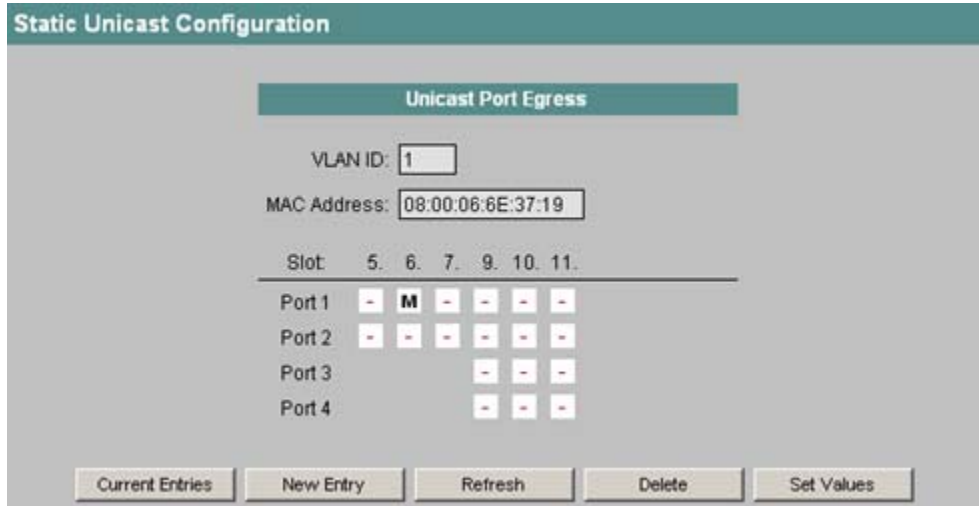 Static Unicast Configuration
Unicast Port Egress
VLAN ID: 1
MAC Address: 08:00:06:6E:37:19
Slot: 5. 6. 7. 9. 10. 11.
Port 1 - M - - - -
Port 2 - - - - - -
Port 3 - - -
Port 4 - - -
Current Entries New Entry Refresh Delete Set Values